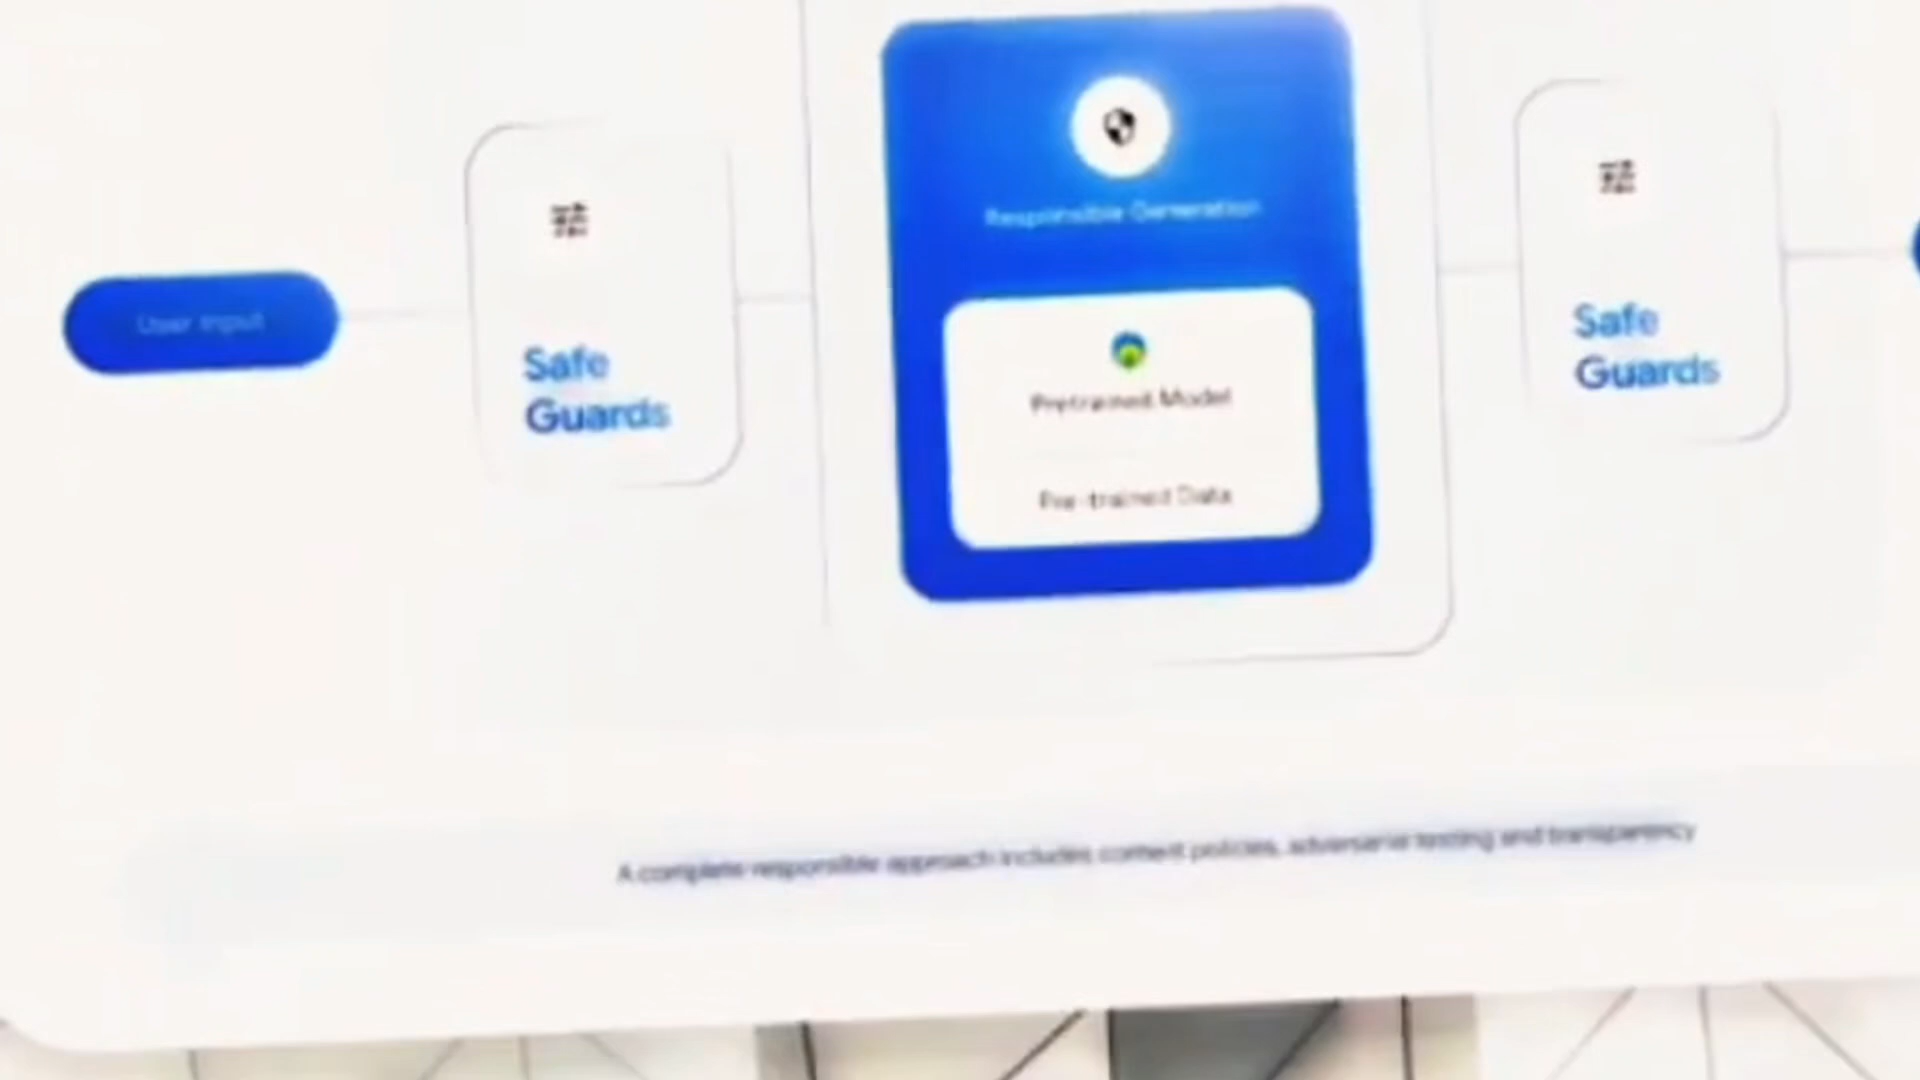 User Input
Safe
Guards
Responsible Generation
Pretrained Model
Pre-trained Data
Safe
Guards
A complete responsible approach includes content policies, adversarial testing and transparency